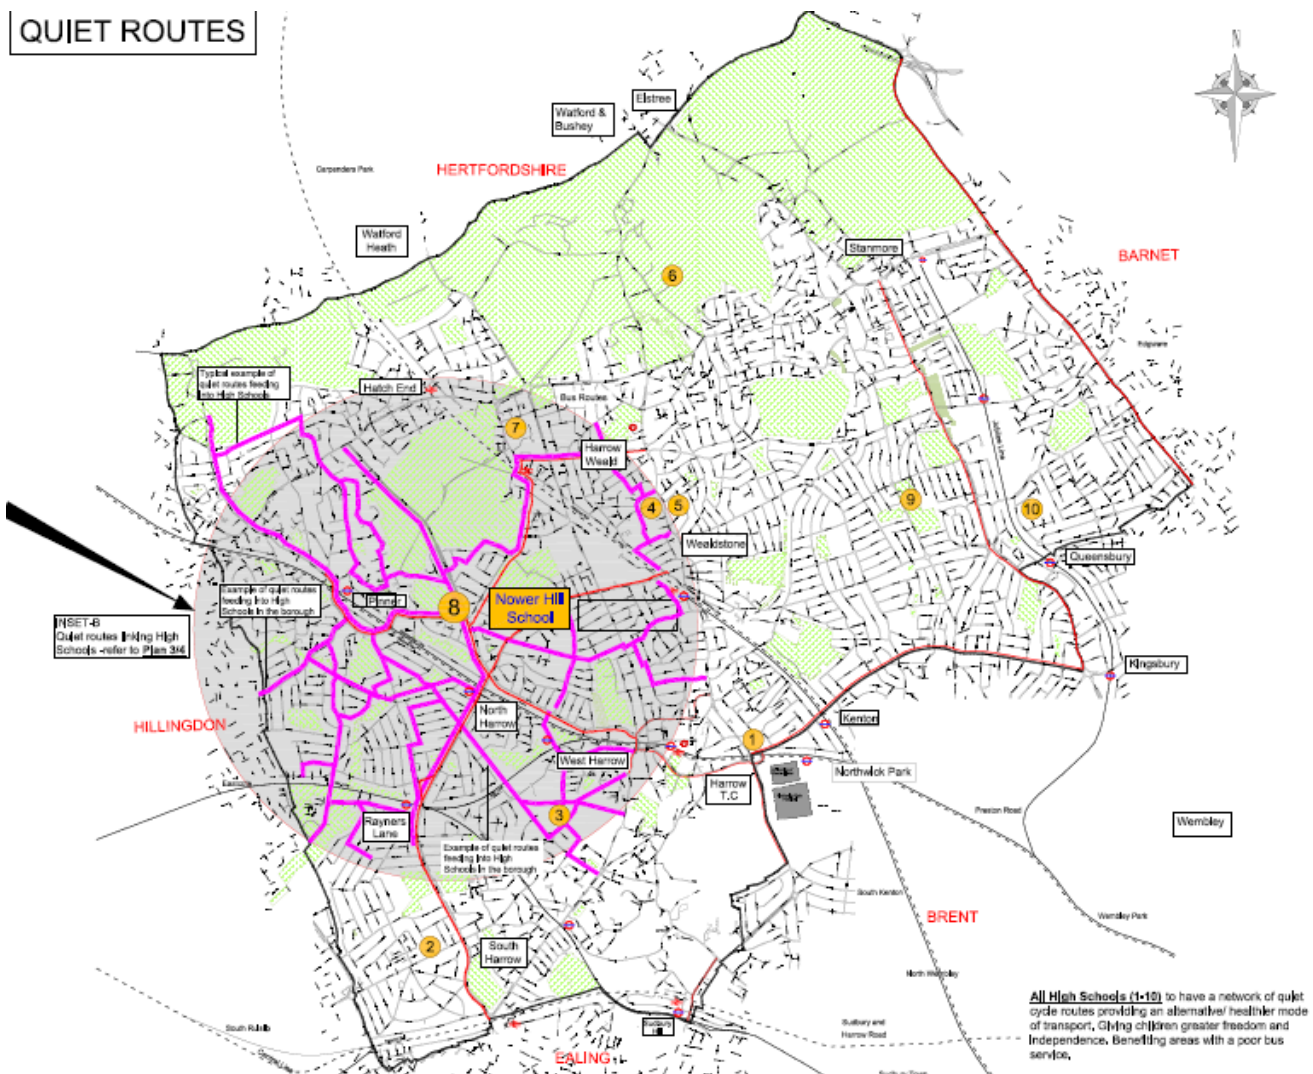 QUIET ROUTES
N
Elstree
Watford &
Bushey
Carpenders Park
HERTFORDSHIRE
Watford
Heath
Stanmore
BARNET
6
Edgware
Typical example of
quiet routes feeding
into High Schools
Hatch End
Bus Routes
7
Harrow
Weald
Jubilee Line
4
5
9
10
Wealdstone
Queensbury
Example of quiet routes
feeding into High
Schools in the borough
Pinner
8
Nower Hill
School
INSET-B
Quiet routes linking High
Schools -refer to Plan 3/4
Kingsbury
HILLINGDON
North
Harrow
Kenton
1
West Harrow
Northwick Park
Harrow
T.C
Eastcote
Preston Road
Rayners
Lane
3
Wembley
Example of quiet routes
feeding into High
Schools in the borough
South Kenton
BRENT
Wembley Park
2
South
Harrow
North Wembley
All High Schools (1-10) to have a network of quiet
cycle routes providing an alternative/ healthier mode
of transport, Giving children greater freedom and
Independence. Benefiting areas with a poor bus
service.
South Ruislip
Sudbury
Hill
Sudbury and
Harrow Road
EALING